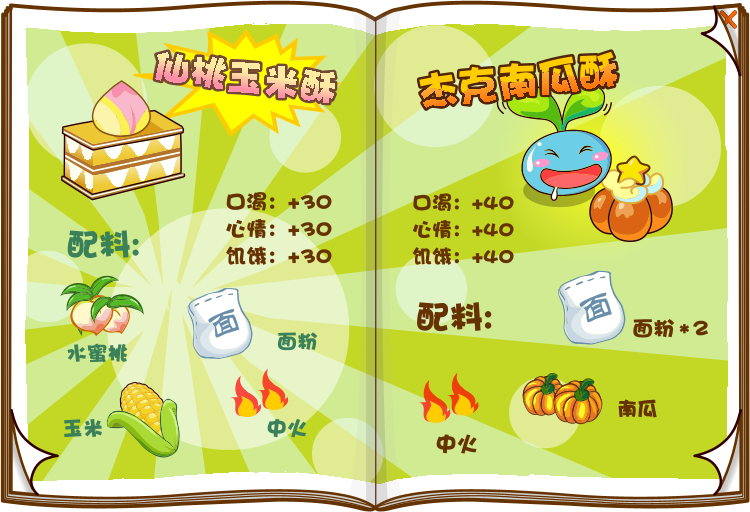 仙桃玉米酥
口渴：+30
心情：+30
饥饿：+30
配料：
水蜜桃
面
面粉
玉米
中火
杰克南瓜酥
口渴：+40
心情：+40
饥饿：+40
配料：
面
面粉*2
中火
南瓜